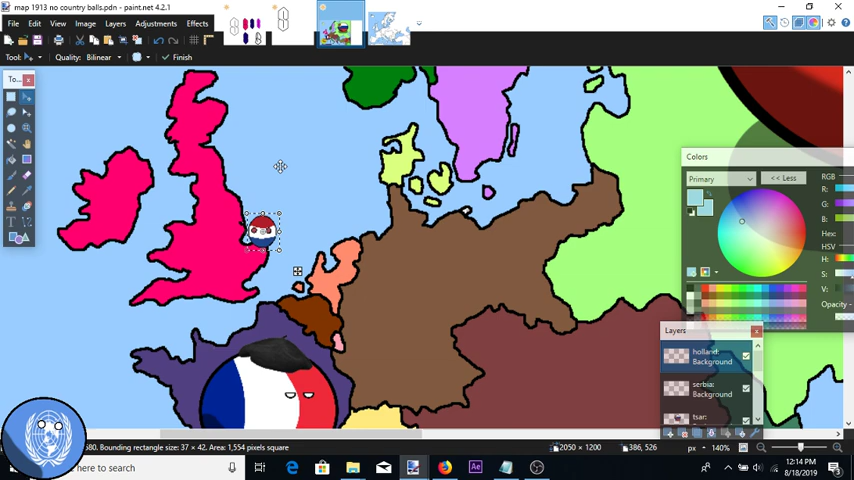 map 1913 no country balls.pdn - paint.net 4.2.1
File Edit View Image Layers Adjustments Effects
Tool: Quality: Bilinear Finish
To...
Colors
Primary << Less RGB
R:
G:
B:
Hex:
HSV
H:
S:
V:
Opacity -
Layers
holland: Background
serbia: Background
tsar:
580. Bounding rectangle size: 37 × 42. Area: 1,554 pixels square 2050 × 1200 386, 526 px 140%
here to search
Ae
12:14 PM
8/18/2019
3